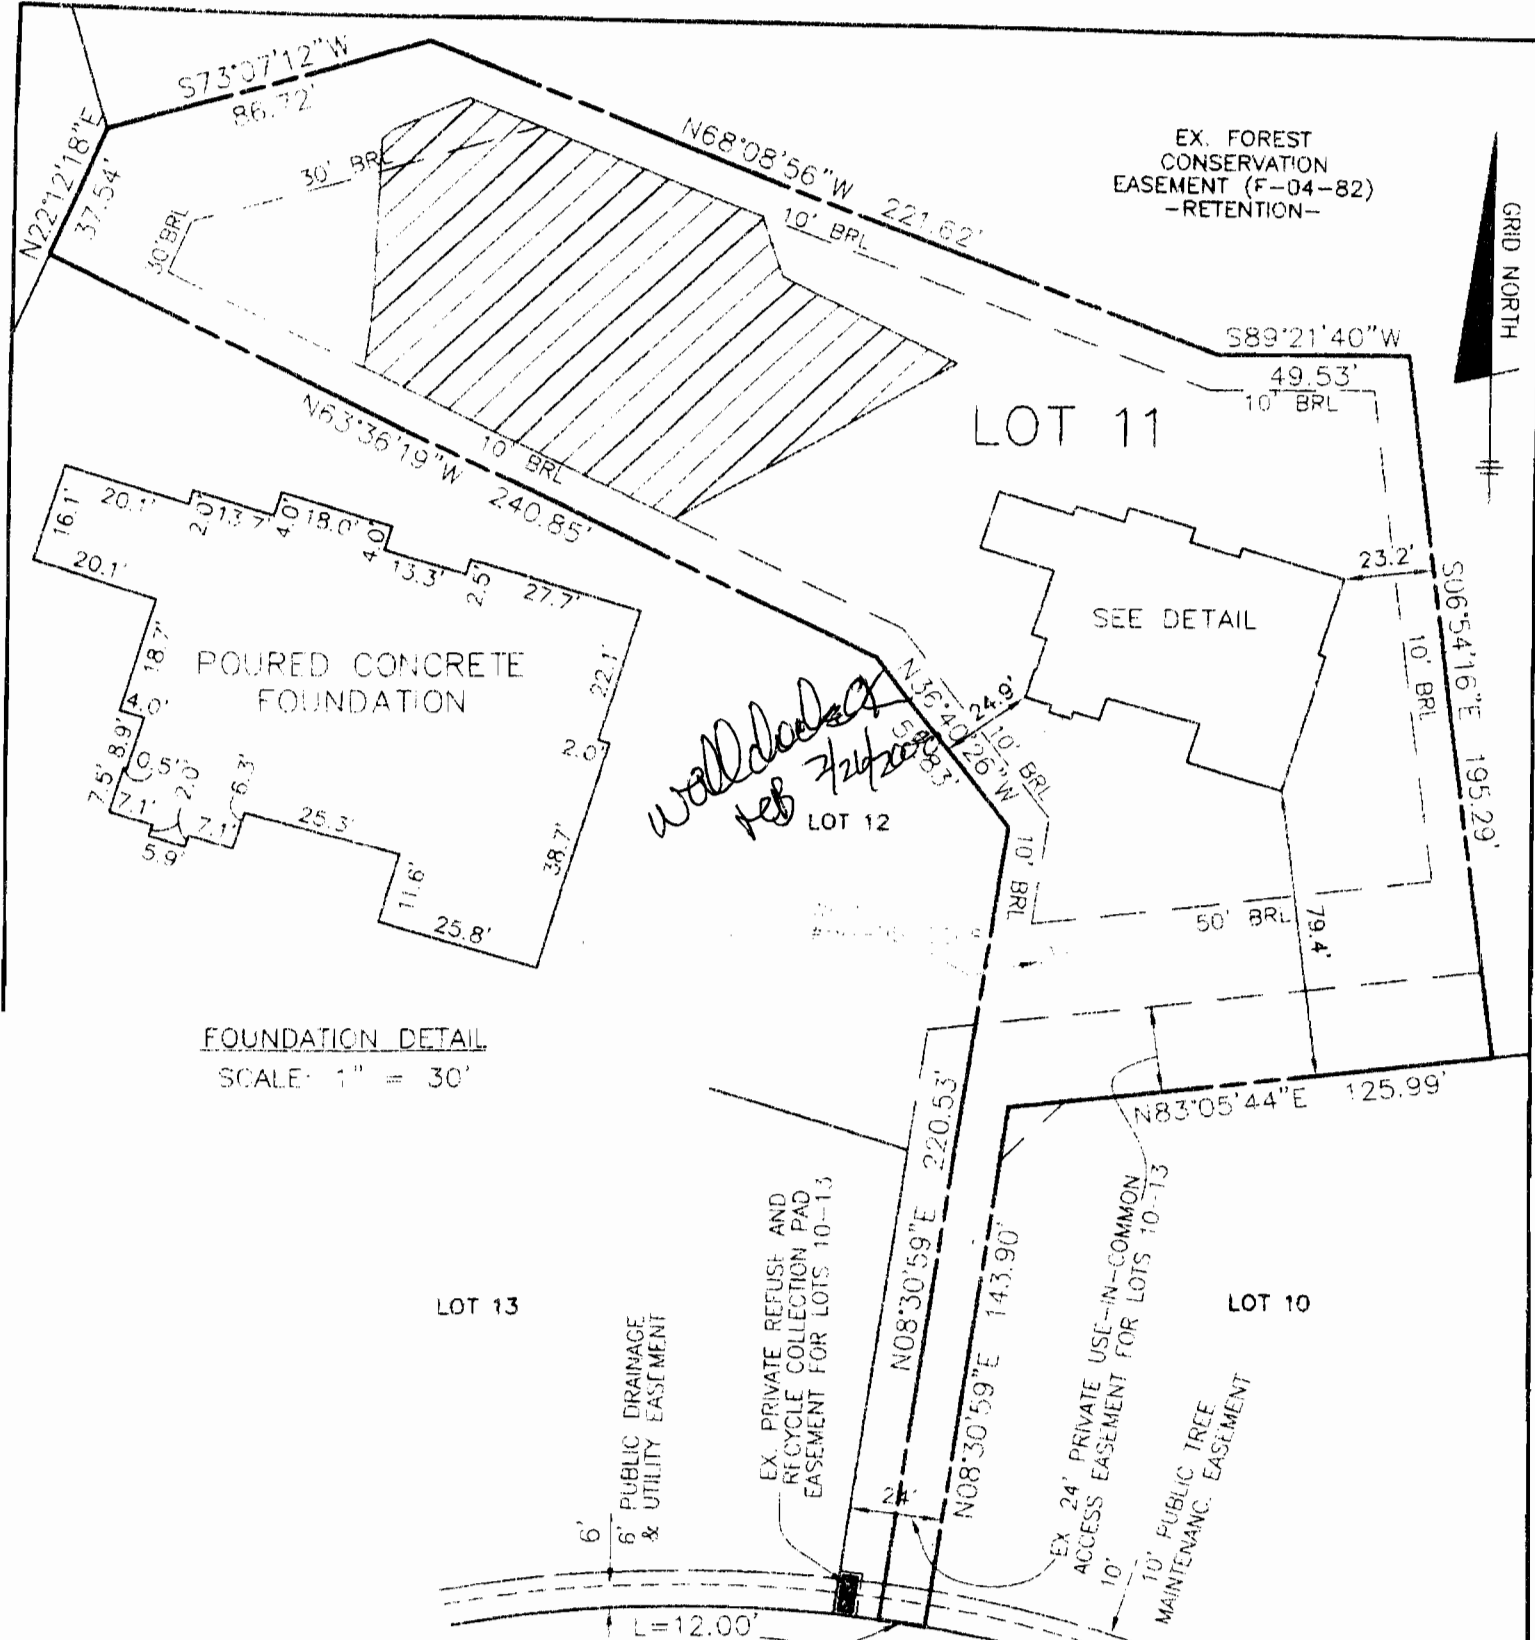 S73°07'12"W
86.72'
N22°12'18"E
37.54'
30' BRL
30' BRL
N68°08'56"W 221.62'
10' BRL
EX. FOREST
CONSERVATION
EASEMENT (F-04-82)
-RETENTION-
GRID NORTH
S89°21'40"W
49.53'
10' BRL
LOT 11
N63°36'19"W 240.85'
10' BRL
SEE DETAIL
23.2'
S06°54'16"E 195.29'
10' BRL
N36°40'26"W
24.9'
10' BRL
10' BRL
50' BRL
79.4'
2/26/
LOT 12
16.1'
20.1'
2.0'
13.7'
4.0'
18.0'
4.0'
13.3'
2.5'
27.7'
20.1'
18.7'
4.0'
8.9'
0.5'
7.5'
7.1'
2.0'
5.9'
7.1'
6.3'
25.3'
11.6'
25.8'
38.7'
2.0'
22.1'
POURED CONCRETE
FOUNDATION
FOUNDATION DETAIL
SCALE: 1" = 30'
N83°05'44"E 125.99'
N08°30'59"E 220.53'
N08°30'59"E 143.90'
LOT 13
LOT 10
6'
6' PUBLIC DRAINAGE
& UTILITY EASEMENT
EX. PRIVATE REFUSE AND
RECYCLE COLLECTION PAD
EASEMENT FOR LOTS 10-13
24'
EX 24' PRIVATE USE-IN-COMMON
ACCESS EASEMENT FOR LOTS 10-13
10'
10' PUBLIC TREE
MAINTENANC. EASEMENT
L=12.00'